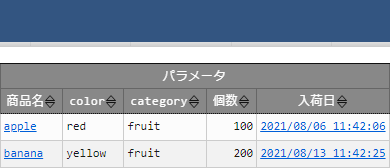 パラメータ
商品名 color category 個数 入荷日
apple red fruit 100 2021/08/06 11:42:06
banana yellow fruit 200 2021/08/13 11:42:25